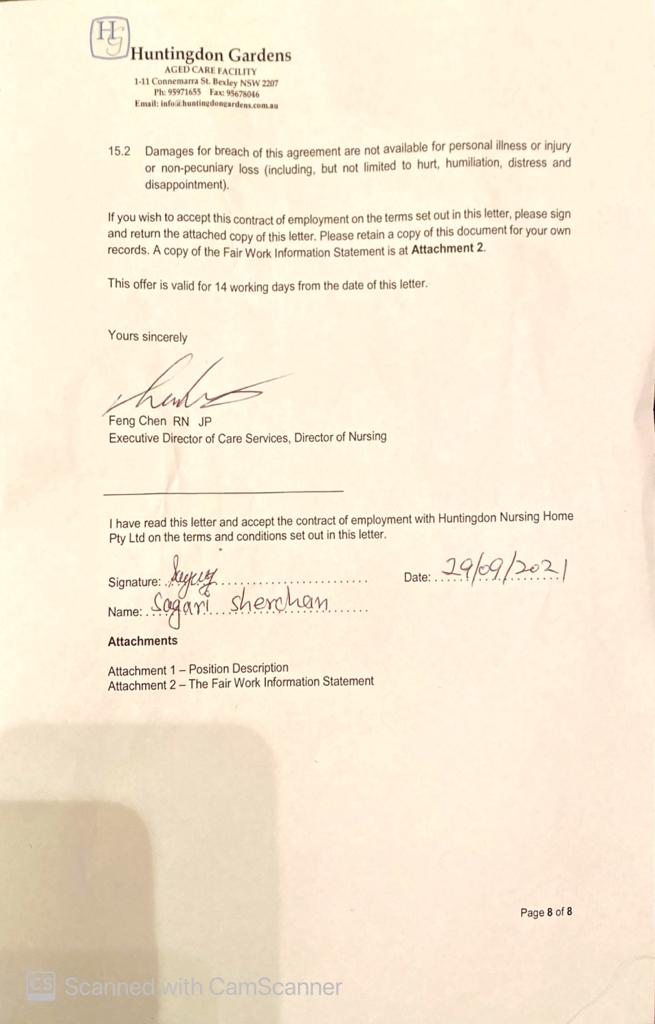 HG
Huntingdon Gardens
AGED CARE FACILITY
1-11 Connemarra St. Bexley NSW 2207
Ph: 95971655 Fax: 95678046
Email: info@huntingdongardens.com.au
15.2 Damages for breach of this agreement are not available for personal illness or injury
or non-pecuniary loss (including, but not limited to hurt, humiliation, distress and
disappointment).
If you wish to accept this contract of employment on the terms set out in this letter, please sign
and return the attached copy of this letter. Please retain a copy of this document for your own
records. A copy of the Fair Work Information Statement is at Attachment 2.
This offer is valid for 14 working days from the date of this letter.
Yours sincerely
Feng Chen RN JP
Executive Director of Care Services, Director of Nursing
I have read this letter and accept the contract of employment with Huntingdon Nursing Home
Pty Ltd on the terms and conditions set out in this letter.
Signature: Date: 29/09/2021
Name: Sagari Sherchan
Attachments
Attachment 1 – Position Description
Attachment 2 – The Fair Work Information Statement
Page 8 of 8
CS Scanned with CamScanner